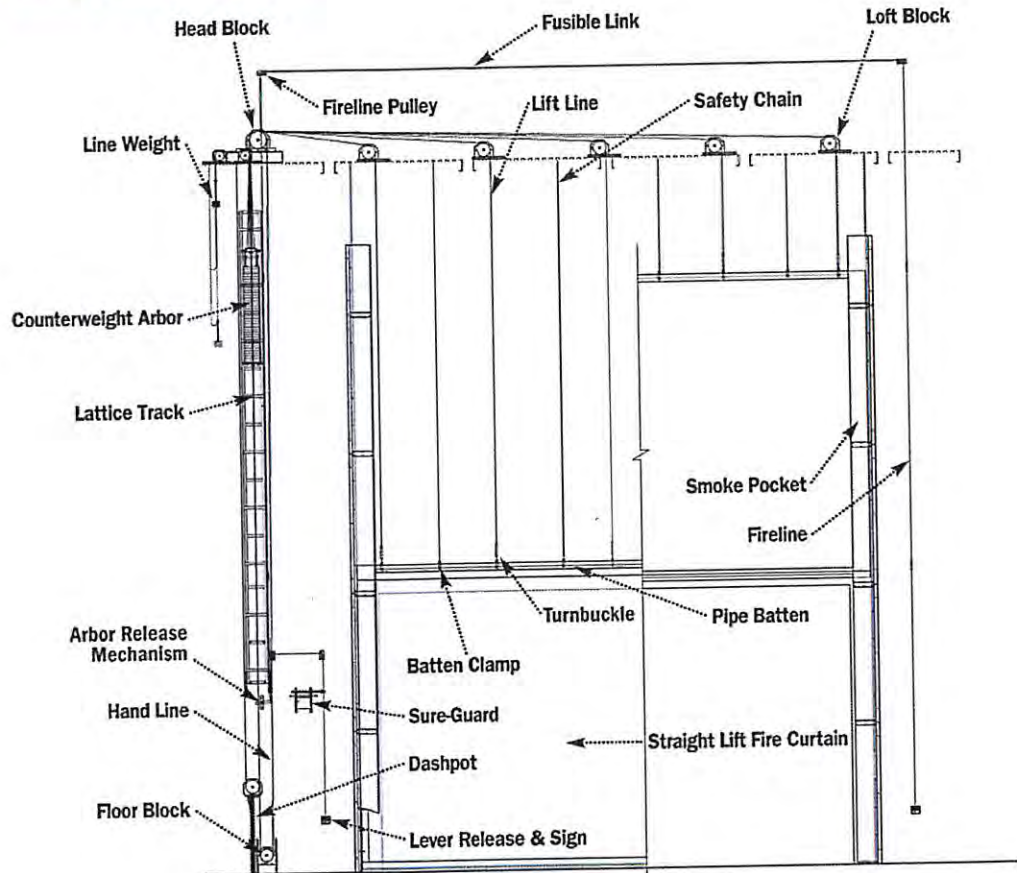 Fusible Link
Head Block
Loft Block
Fireline Pulley
Lift Line
Safety Chain
Line Weight
Counterweight Arbor
Lattice Track
Smoke Pocket
Fireline
Turnbuckle
Pipe Batten
Arbor Release
Mechanism
Batten Clamp
Hand Line
Sure-Guard
Straight Lift Fire Curtain
Dashpot
Floor Block
Lever Release & Sign